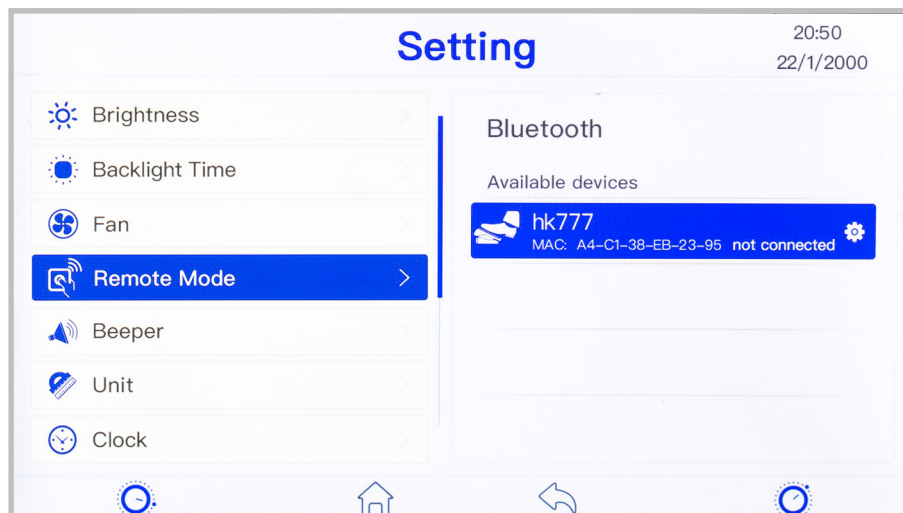 Setting
20:50
22/1/2000
Brightness
Backlight Time
Fan
Remote Mode
Beeper
Unit
Clock
Bluetooth
Available devices
hk777
MAC: A4-C1-38-EB-23-95 not connected